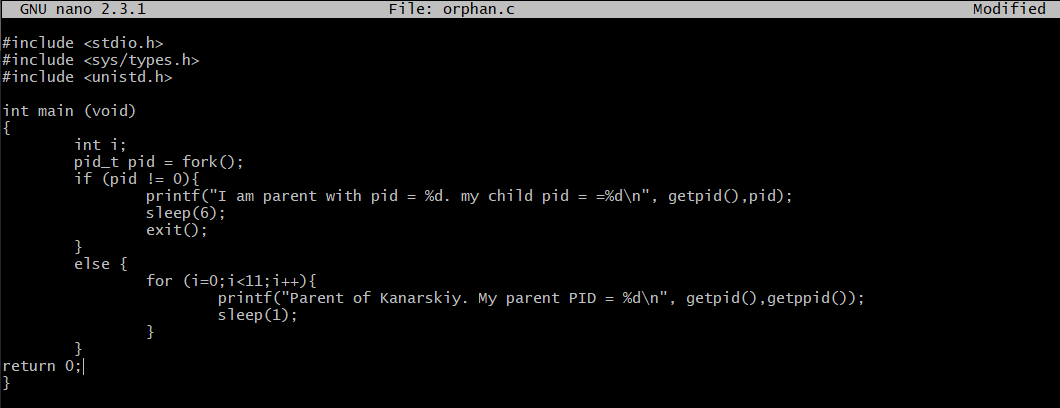 GNU nano 2.3.1 File: orphan.c Modified
#include <stdio.h>
#include <sys/types.h>
#include <unistd.h>
int main (void)
{
        int i;
        pid_t pid = fork();
        if (pid != 0){
                printf("I am parent with pid = %d. my child pid = =%d\n", getpid(),pid);
                sleep(6);
                exit();
        }
        else {
                for (i=0;i<11;i++){
                        printf("Parent of Kanarskiy. My parent PID = %d\n", getpid(),getppid());
                        sleep(1);
                }
        }
return 0;
}